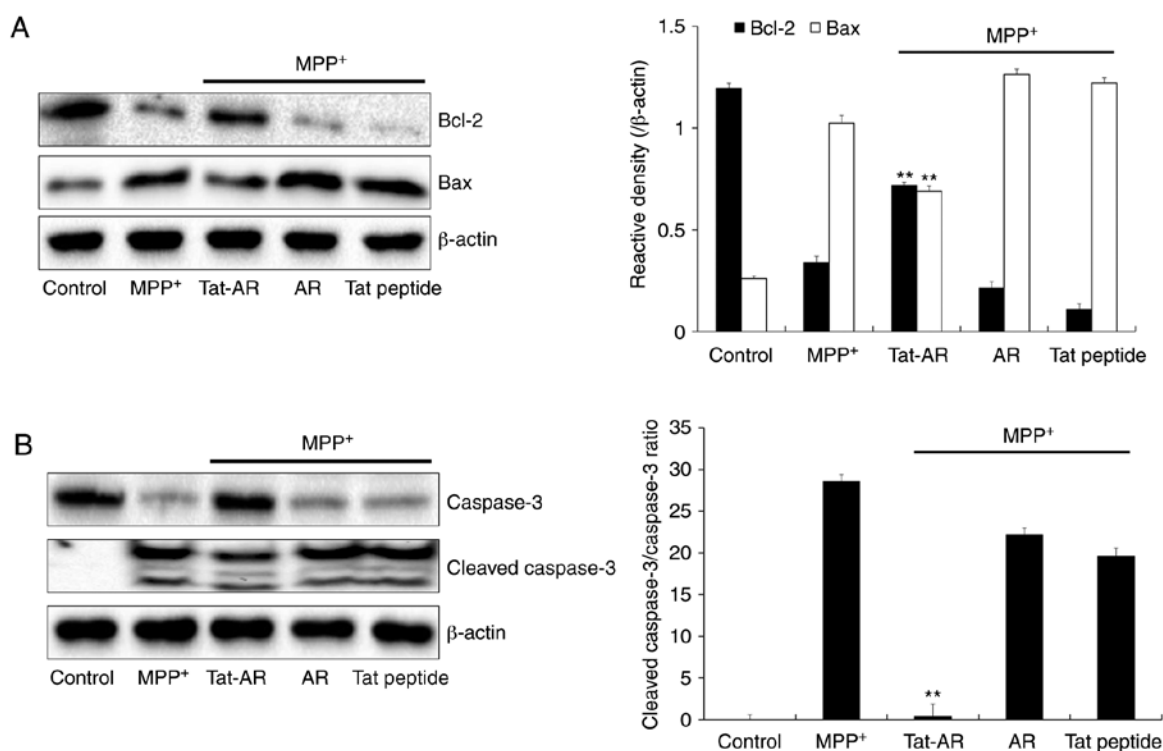 A
MPP+
Bcl-2
Bax
β-actin
Control MPP+ Tat-AR AR Tat peptide
Bcl-2 Bax
MPP+
Reactive density (/β-actin)
1.5
1
0.5
0
** **
Control MPP+ Tat-AR AR Tat peptide
B
MPP+
Caspase-3
Cleaved caspase-3
β-actin
Control MPP+ Tat-AR AR Tat peptide
MPP+
Cleaved caspase-3/caspase-3 ratio
35
30
25
20
15
10
5
0
**
Control MPP+ Tat-AR AR Tat peptide